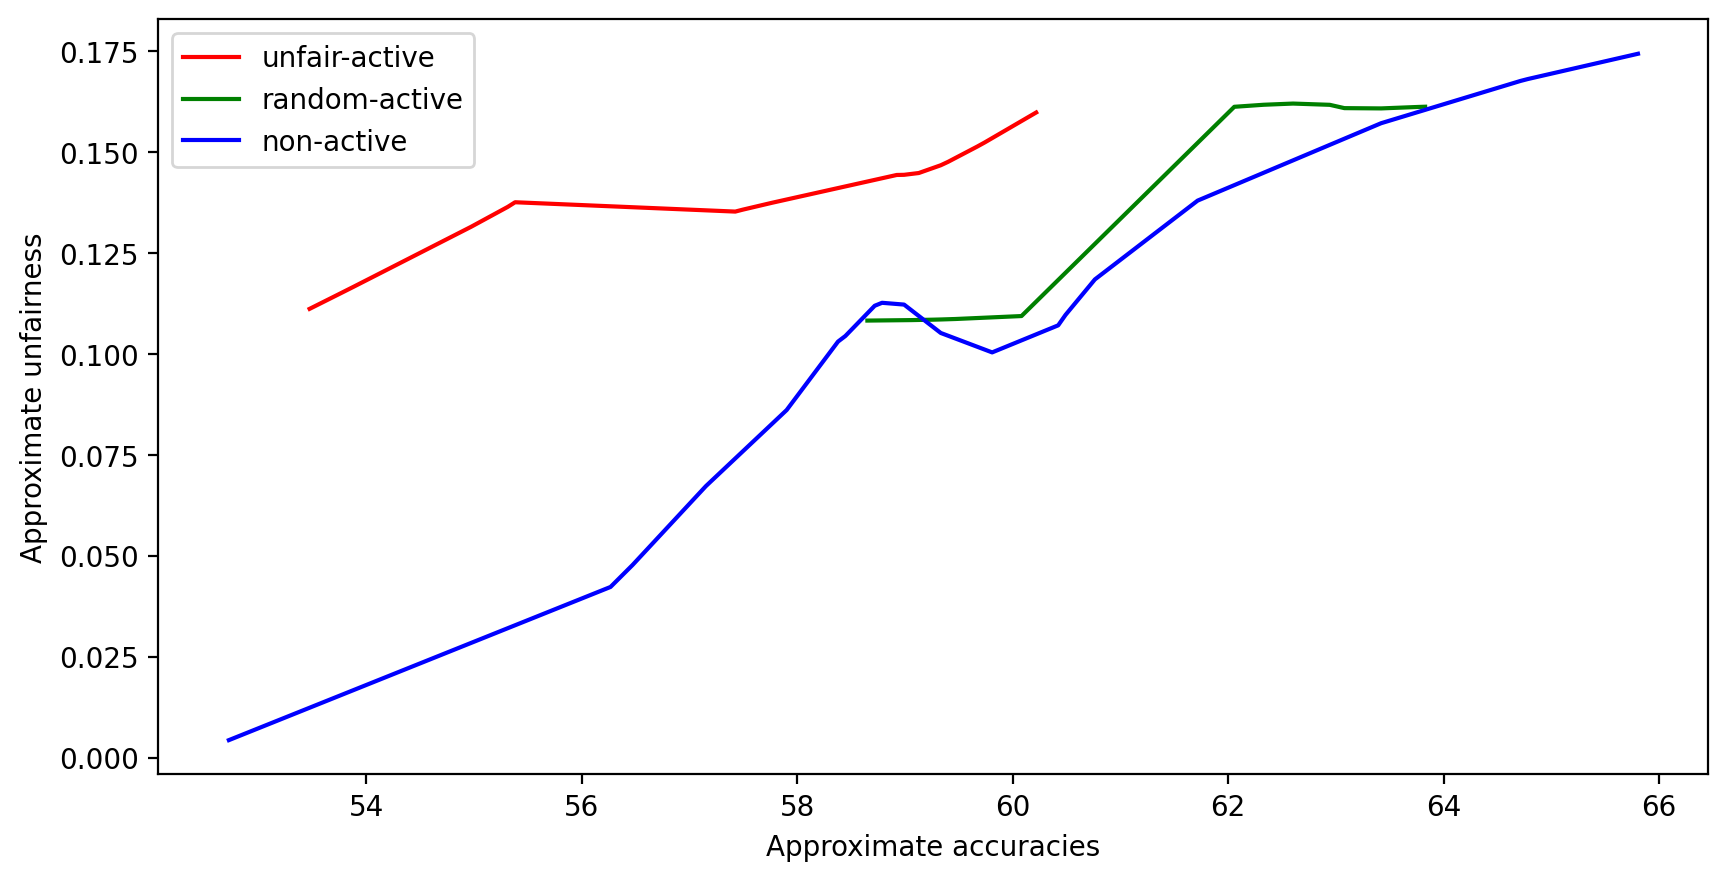 unfair-active
random-active
non-active
0.175
0.150
0.125
0.100
0.075
0.050
0.025
0.000
Approximate unfairness
54 56 58 60 62 64 66
Approximate accuracies